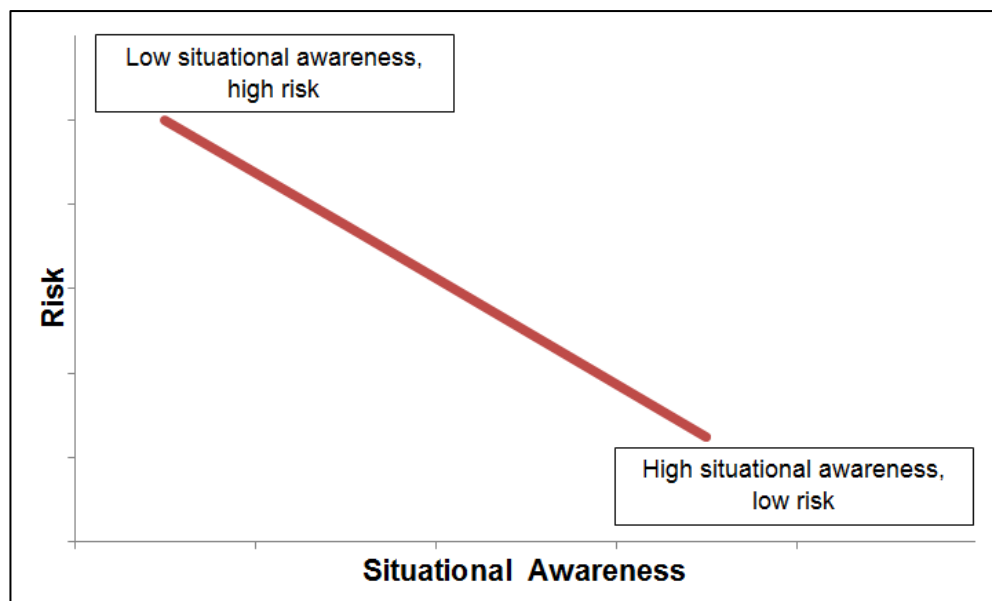 Low situational awareness,
high risk
Risk
High situational awareness,
low risk
Situational Awareness